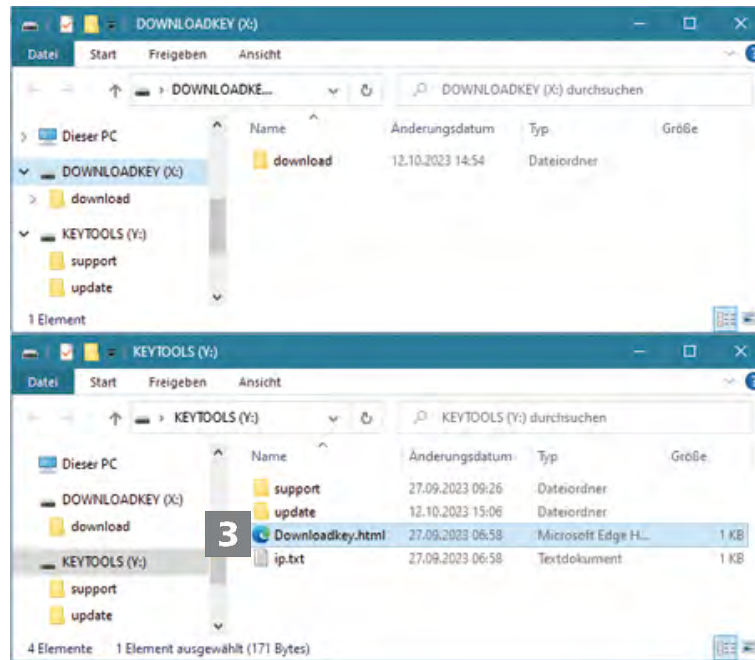 DOWNLOADKEY (X:)
Datei Start Freigeben Ansicht
DOWNLOADKE... DOWNLOADKEY (X:) durchsuchen
Name Änderungsdatum Typ Größe
Dieser PC
download 12.10.2023 14:54 Dateiordner
DOWNLOADKEY (X:)
download
KEYTOOLS (Y:)
support
update
1 Element
KEYTOOLS (Y:)
Datei Start Freigeben Ansicht
KEYTOOLS (Y:) KEYTOOLS (Y:) durchsuchen
Name Änderungsdatum Typ Größe
Dieser PC
support 27.09.2023 09:26 Dateiordner
DOWNLOADKEY (X:)
update 12.10.2023 15:06 Dateiordner
download
3 Downloadkey.html 27.09.2023 06:58 Microsoft Edge H... 1 KB
KEYTOOLS (Y:)
ip.txt 27.09.2023 06:58 Textdokument 1 KB
support
update
4 Elemente 1 Element ausgewählt (171 Bytes)